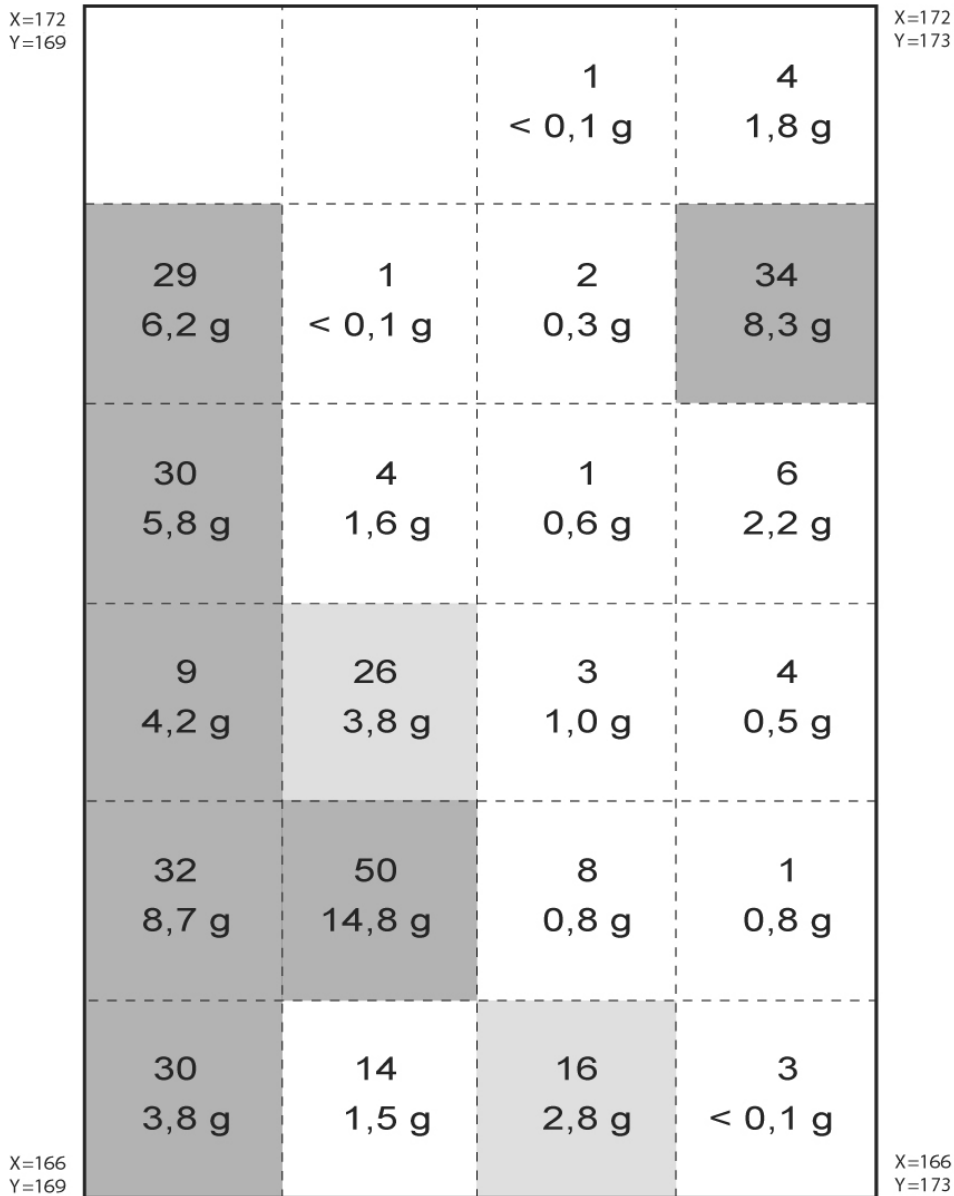 X=172
Y=169
X=172
Y=173
1
< 0,1 g
4
1,8 g
29
6,2 g
1
< 0,1 g
2
0,3 g
34
8,3 g
30
5,8 g
4
1,6 g
1
0,6 g
6
2,2 g
9
4,2 g
26
3,8 g
3
1,0 g
4
0,5 g
32
8,7 g
50
14,8 g
8
0,8 g
1
0,8 g
30
3,8 g
14
1,5 g
16
2,8 g
3
< 0,1 g
X=166
Y=169
X=166
Y=173